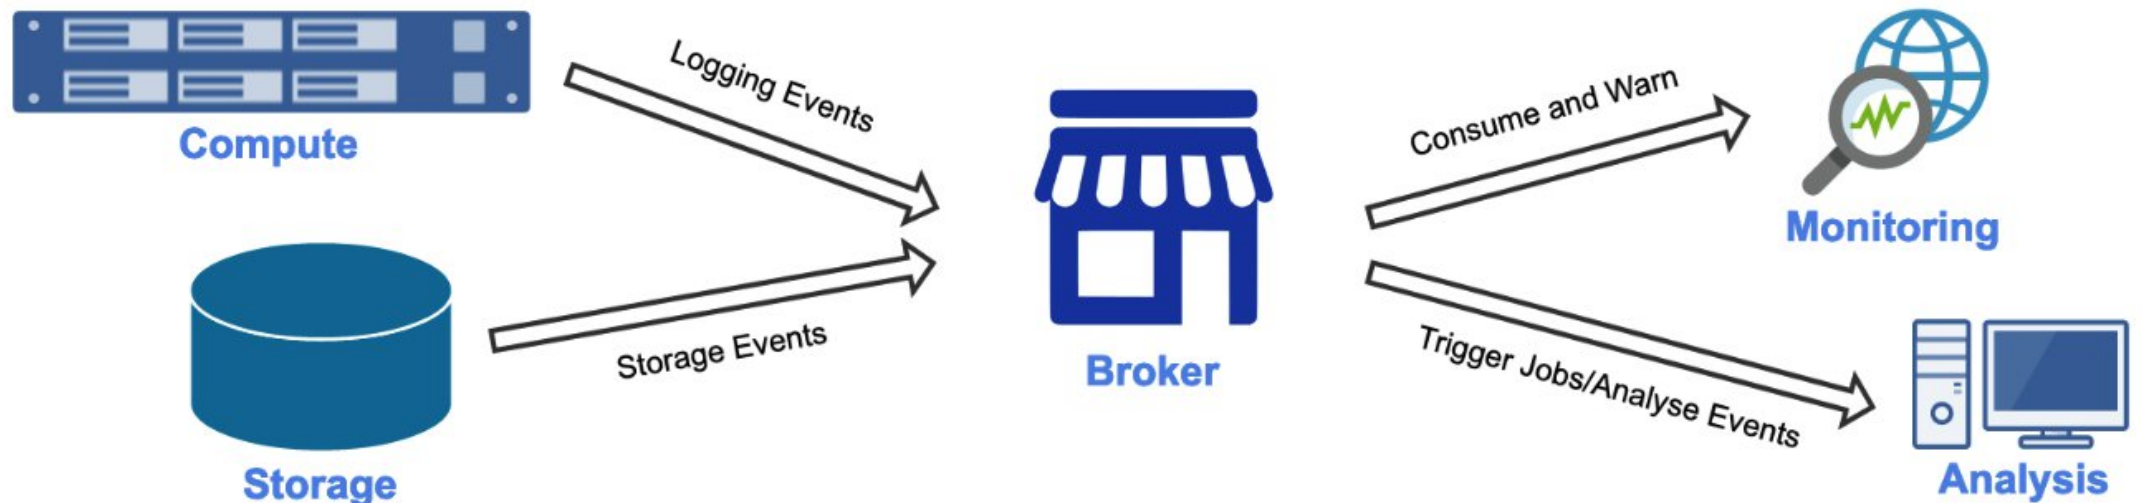 Compute
Logging Events
Storage
Storage Events
Broker
Consume and Warn
Monitoring
Trigger Jobs/Analyse Events
Analysis